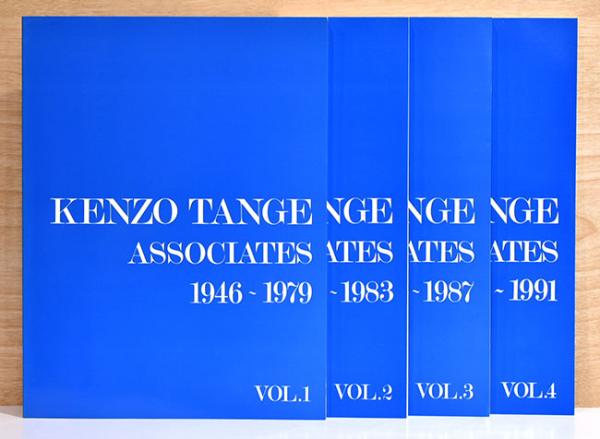 KENZO TANGE
ASSOCIATES
1946~1979
VOL.1
NGE
ATES
~1983
VOL.2
NGE
ATES
~1987
VOL.3
NGE
ATES
~1991
VOL.4